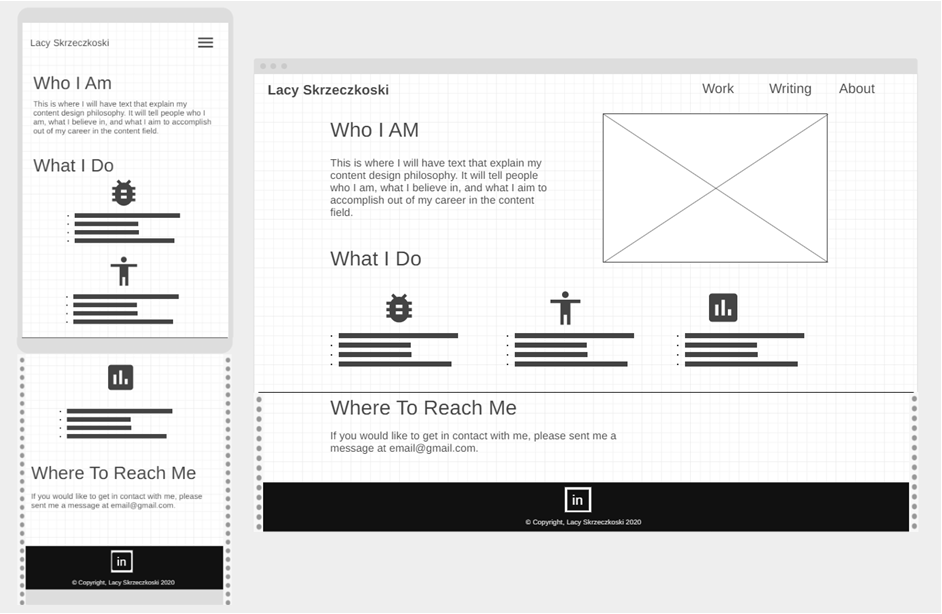 Lacy Skrzeczkoski
Who I Am
This is where I will have text that explain my
content design philosophy. It will tell people who I
am, what I believe in, and what I aim to accomplish
out of my career in the content field.
What I Do
Where To Reach Me
If you would like to get in contact with me, please
sent me a message at email@gmail.com.
in
© Copyright, Lacy Skrzeczkoski 2020
Lacy Skrzeczkoski
Work Writing About
Who I AM
This is where I will have text that explain my
content design philosophy. It will tell people
who I am, what I believe in, and what I aim to
accomplish out of my career in the content
field.
What I Do
Where To Reach Me
If you would like to get in contact with me, please sent me a
message at email@gmail.com.
in
© Copyright, Lacy Skrzeczkoski 2020